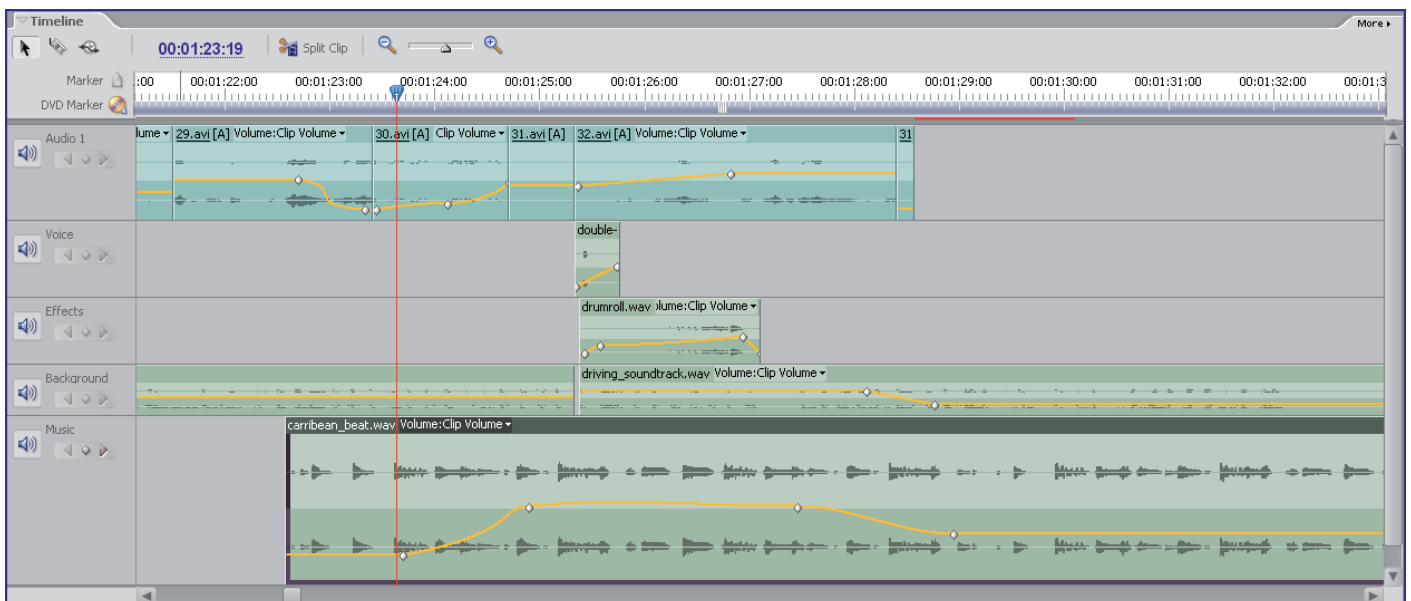 Timeline
More
00:01:23:19 Split Clip
Marker :00 00:01:22:00 00:01:23:00 00:01:24:00 00:01:25:00 00:01:26:00 00:01:27:00 00:01:28:00 00:01:29:00 00:01:30:00 00:01:31:00 00:01:32:00 00:01:3
DVD Marker
Audio 1 lume 29.avi [A] Volume:Clip Volume 30.avi [A] Clip Volume 31.avi [A] 32.avi [A] Volume:Clip Volume 31
Voice double-
Effects drumroll.wav lume:Clip Volume
Background driving_soundtrack.wav Volume:Clip Volume
Music carribean_beat.wav Volume:Clip Volume